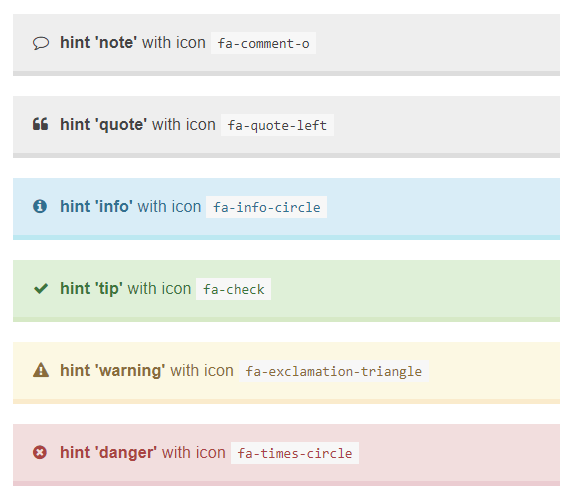 hint 'note' with icon fa-comment-o
hint 'quote' with icon fa-quote-left
hint 'info' with icon fa-info-circle
hint 'tip' with icon fa-check
hint 'warning' with icon fa-exclamation-triangle
hint 'danger' with icon fa-times-circle